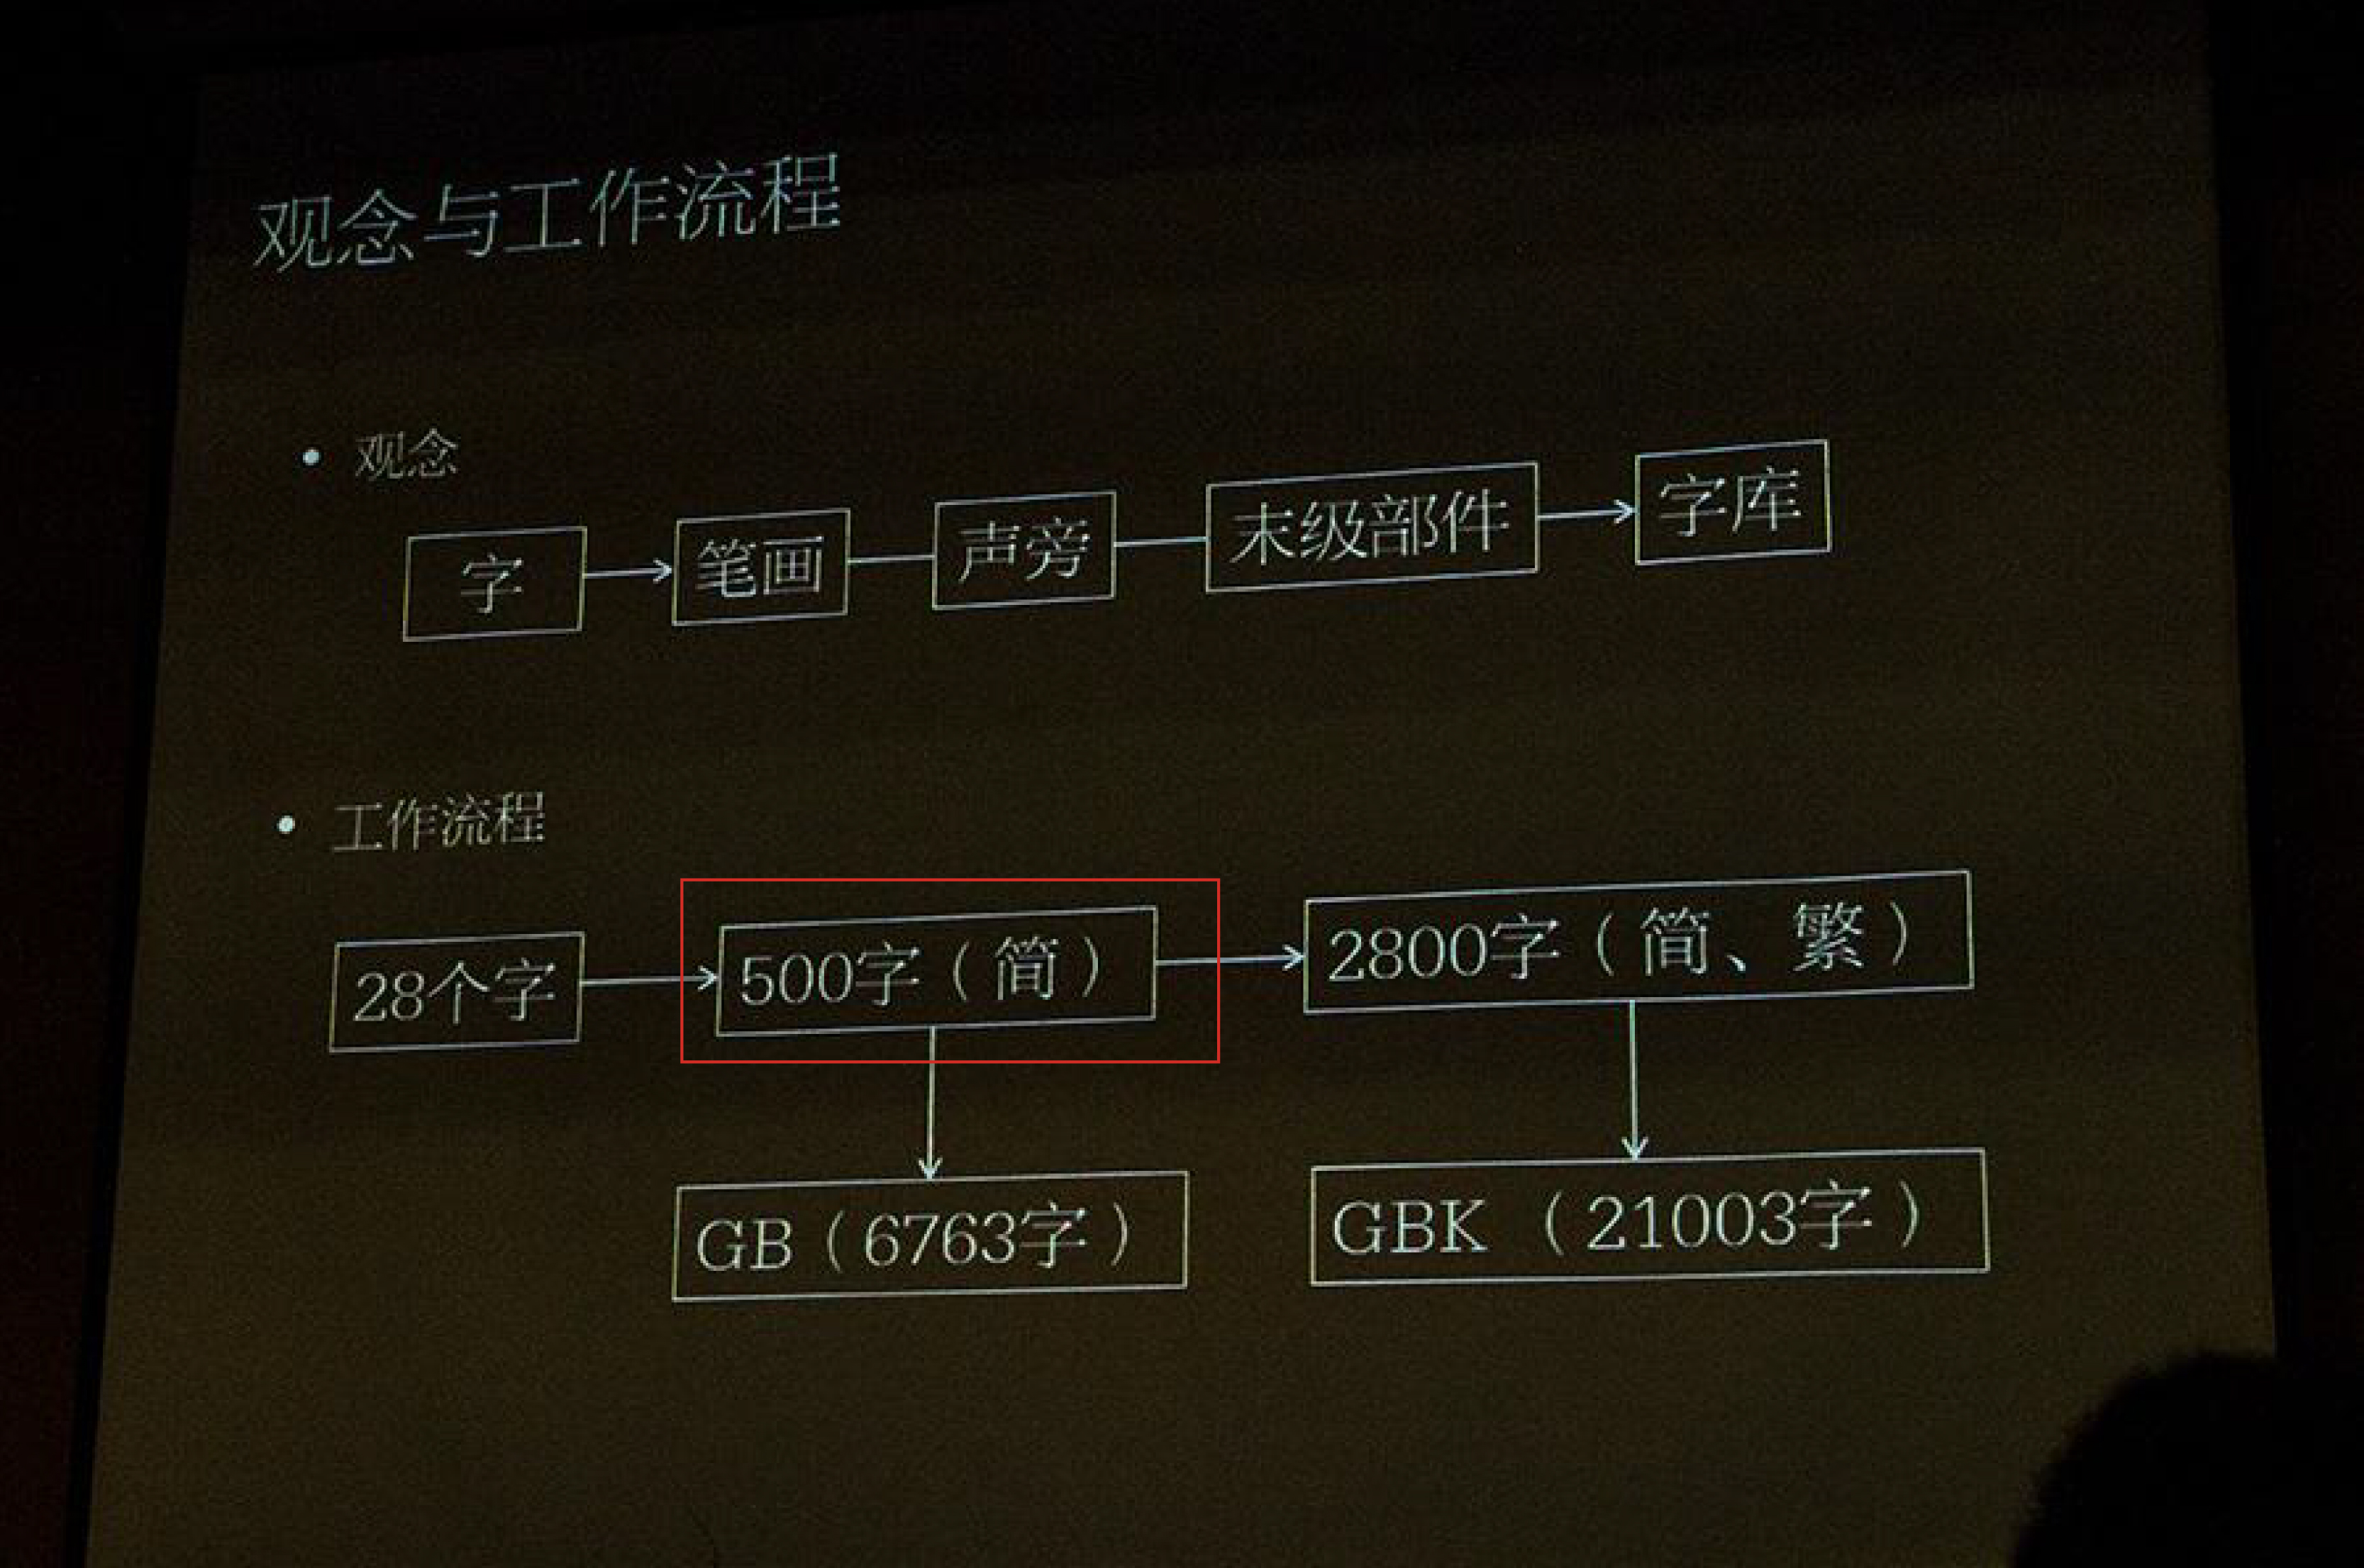 观念与工作流程
观念
字 笔画 声旁 末级部件 字库
工作流程
28个字 500字（简） 2800字（简、繁）
GB（6763字） GBK（21003字）